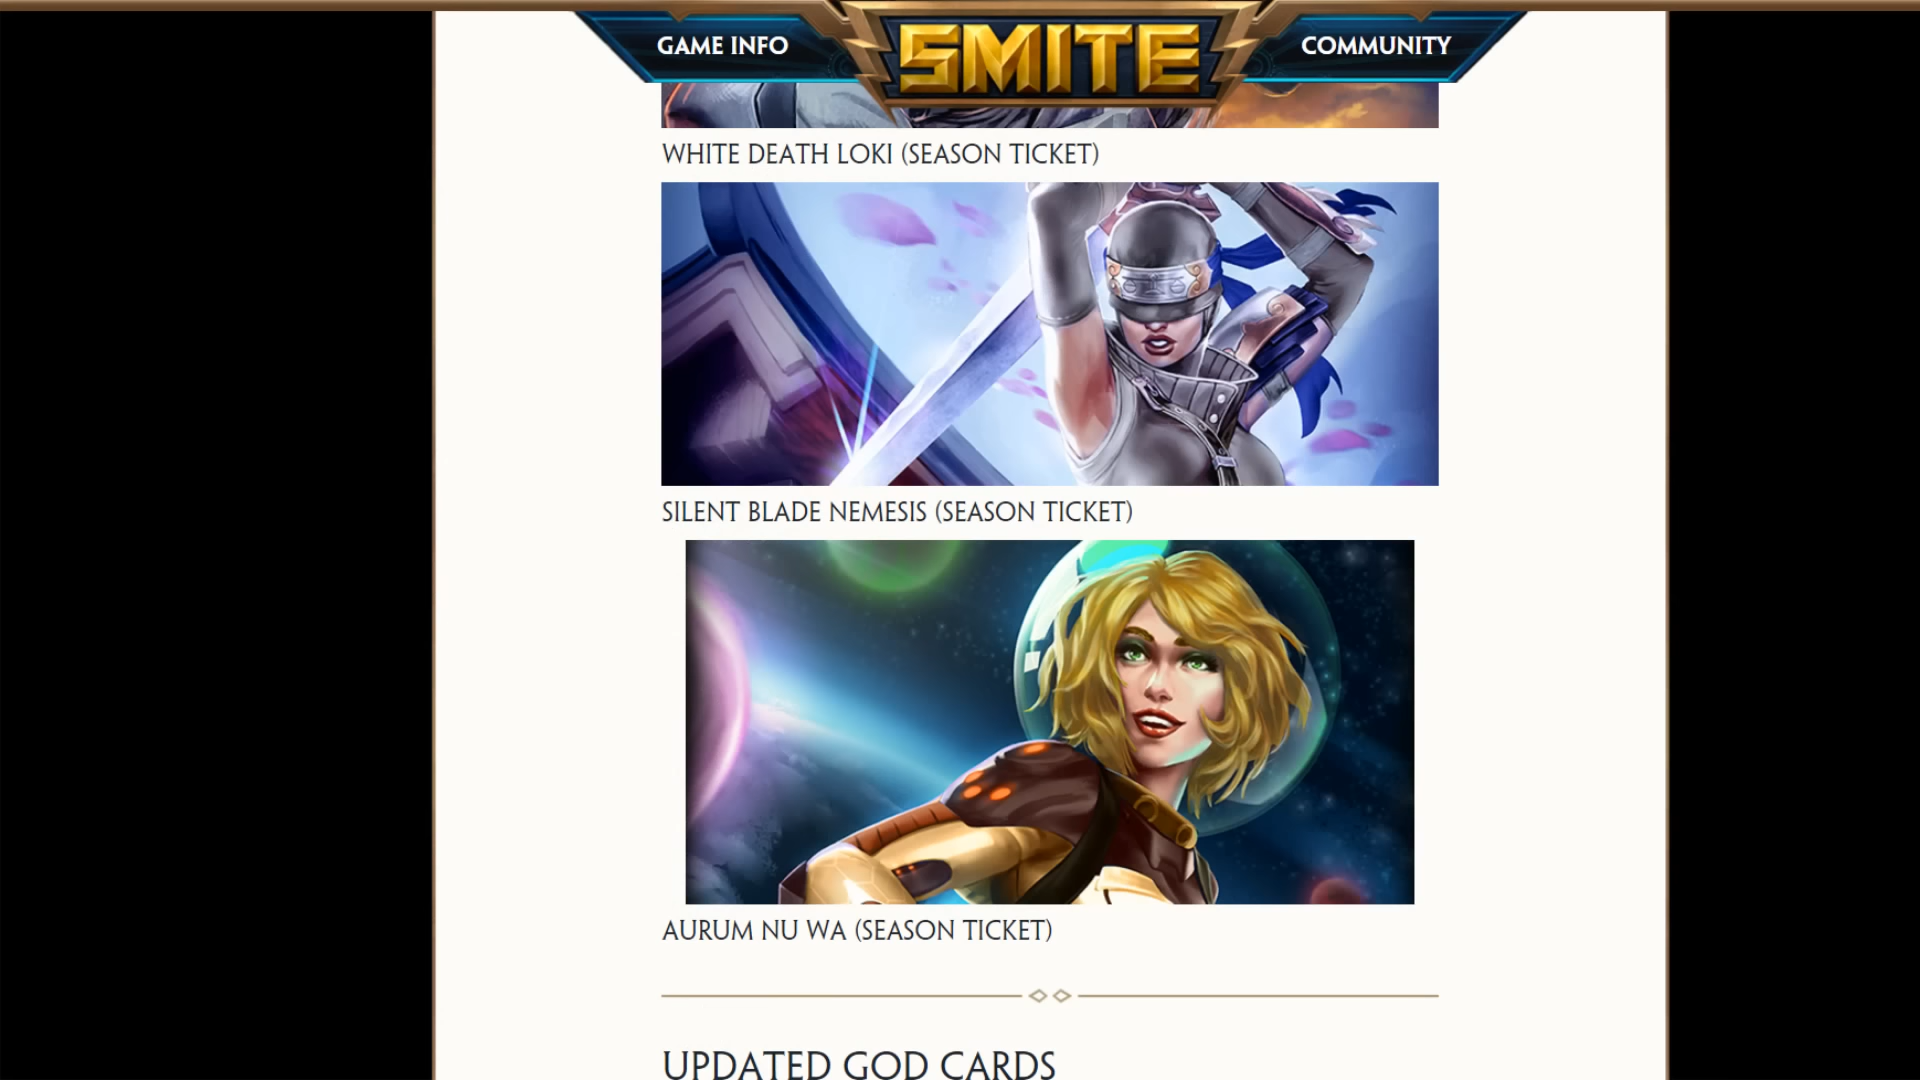 GAME INFO
SMITE
COMMUNITY
WHITE DEATH LOKI (SEASON TICKET)
SILENT BLADE NEMESIS (SEASON TICKET)
AURUM NU WA (SEASON TICKET)
UPDATED GOD CARDS